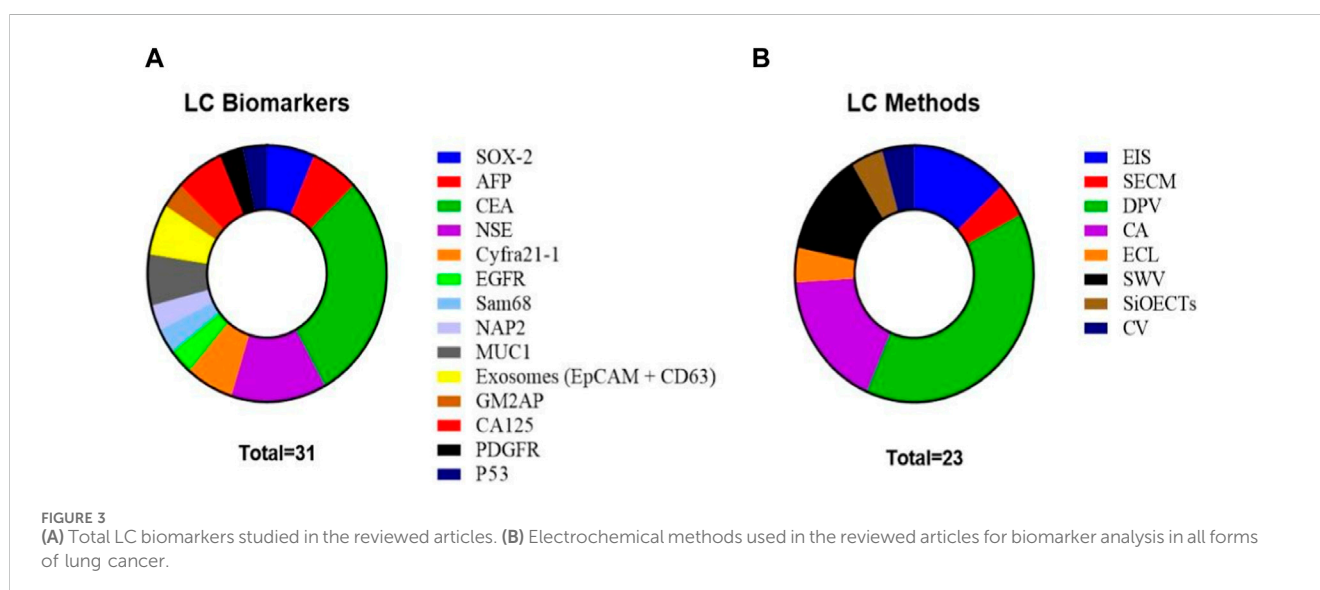 A
LC Biomarkers
SOX-2
AFP
CEA
NSE
Cyfra21-1
EGFR
Sam68
NAP2
MUC1
Exosomes (EpCAM + CD63)
GM2AP
CA125
PDGFR
P53
Total=31
B
LC Methods
EIS
SECM
DPV
CA
ECL
SWV
SiOECTs
CV
Total=23
FIGURE 3
(A) Total LC biomarkers studied in the reviewed articles. (B) Electrochemical methods used in the reviewed articles for biomarker analysis in all forms
of lung cancer.